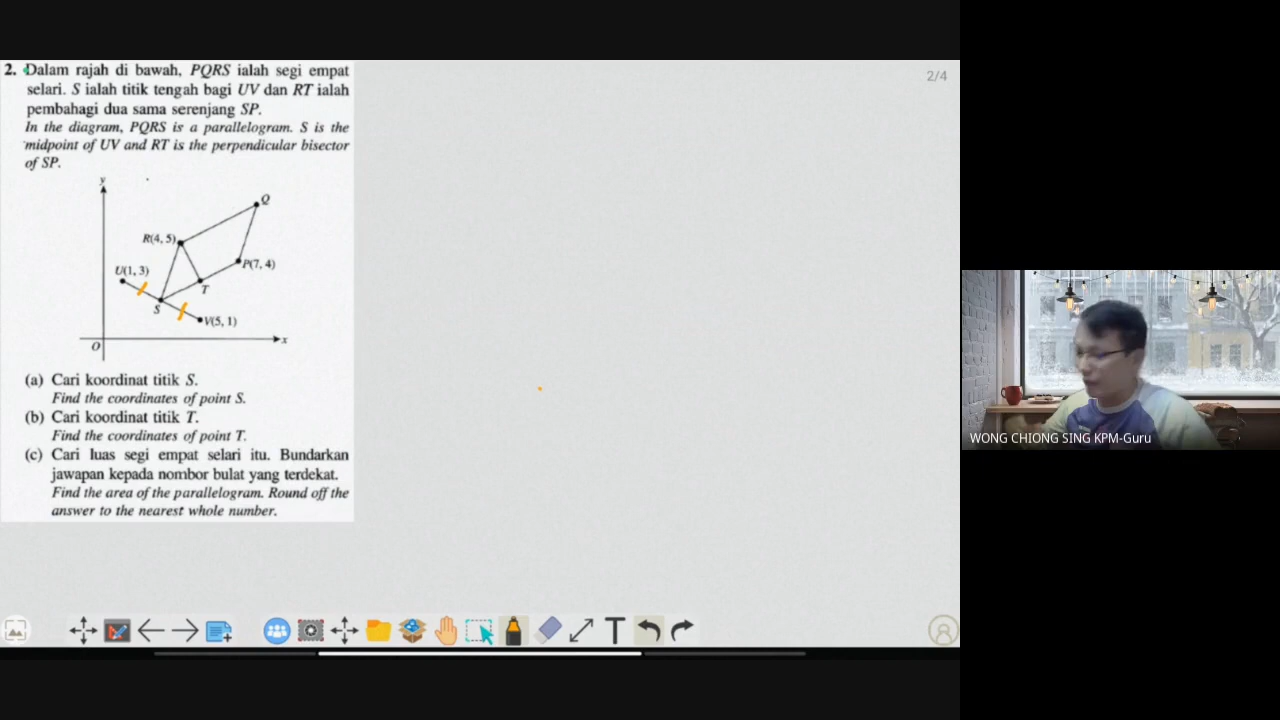 2/4
2. Dalam rajah di bawah, PQRS ialah segi empat
selari. S ialah titik tengah bagi UV dan RT ialah
pembahagi dua sama serenjang SP.
In the diagram, PQRS is a parallelogram. S is the
midpoint of UV and RT is the perpendicular bisector
of SP.
y
Q
R(4, 5)
P(7, 4)
U(1, 3)
T
S
V(5, 1)
O
x
(a) Cari koordinat titik S.
Find the coordinates of point S.
(b) Cari koordinat titik T.
Find the coordinates of point T.
(c) Cari luas segi empat selari itu. Bundarkan
jawapan kepada nombor bulat yang terdekat.
Find the area of the parallelogram. Round off the
answer to the nearest whole number.
T
WONG CHIONG SING KPM-Guru